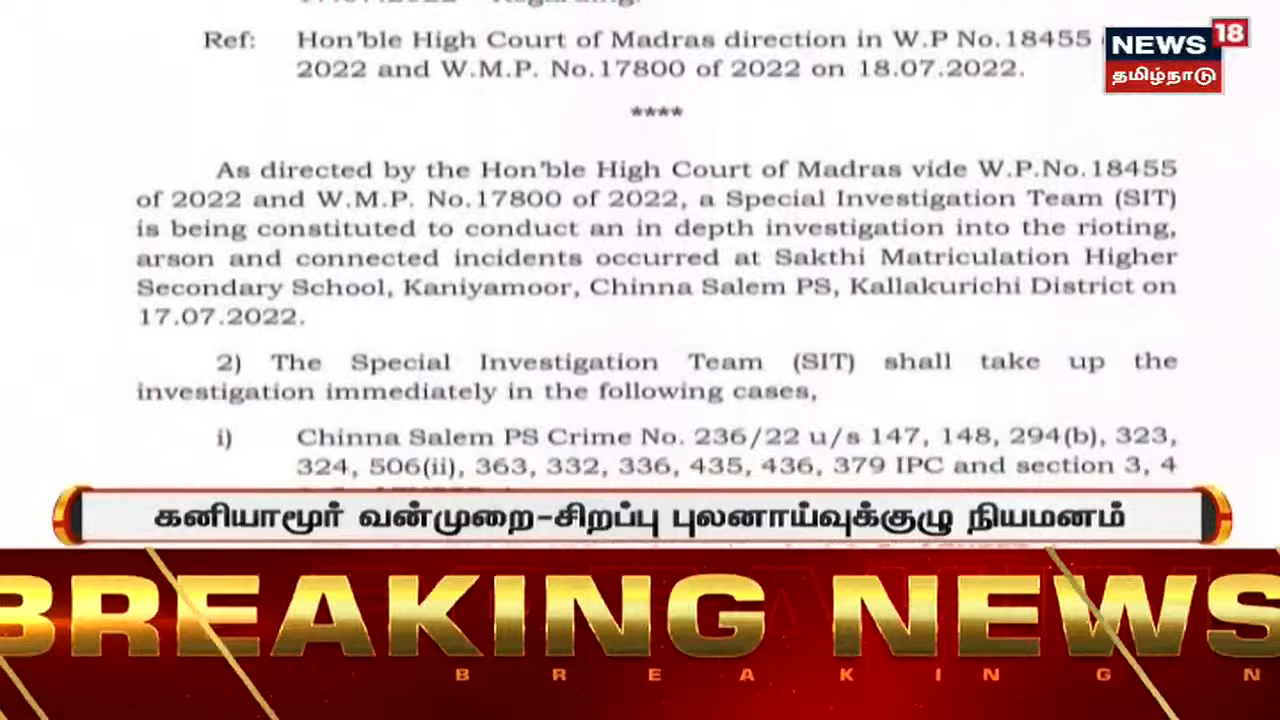 17.07.2022 - Regarding.
Ref: Hon'ble High Court of Madras direction in W.P No.18455
2022 and W.M.P. No.17800 of 2022 on 18.07.2022.
NEWS 18
தமிழ்நாடு
****
As directed by the Hon'ble High Court of Madras vide W.P.No.18455
of 2022 and W.M.P. No.17800 of 2022, a Special Investigation Team (SIT)
is being constituted to conduct an in depth investigation into the rioting,
arson and connected incidents occurred at Sakthi Matriculation Higher
Secondary School, Kaniyamoor, Chinna Salem PS, Kallakurichi District on
17.07.2022.
2) The Special Investigation Team (SIT) shall take up the
investigation immediately in the following cases,
i) Chinna Salem PS Crime No. 236/22 u/s 147, 148, 294(b), 323,
324, 506(ii), 363, 332, 336, 435, 436, 379 IPC and section 3, 4
கனியாமூர் வன்முறை-சிறப்பு புலனாய்வுக்குழு நியமனம்
BREAKING NEWS
B R E A K I N G N